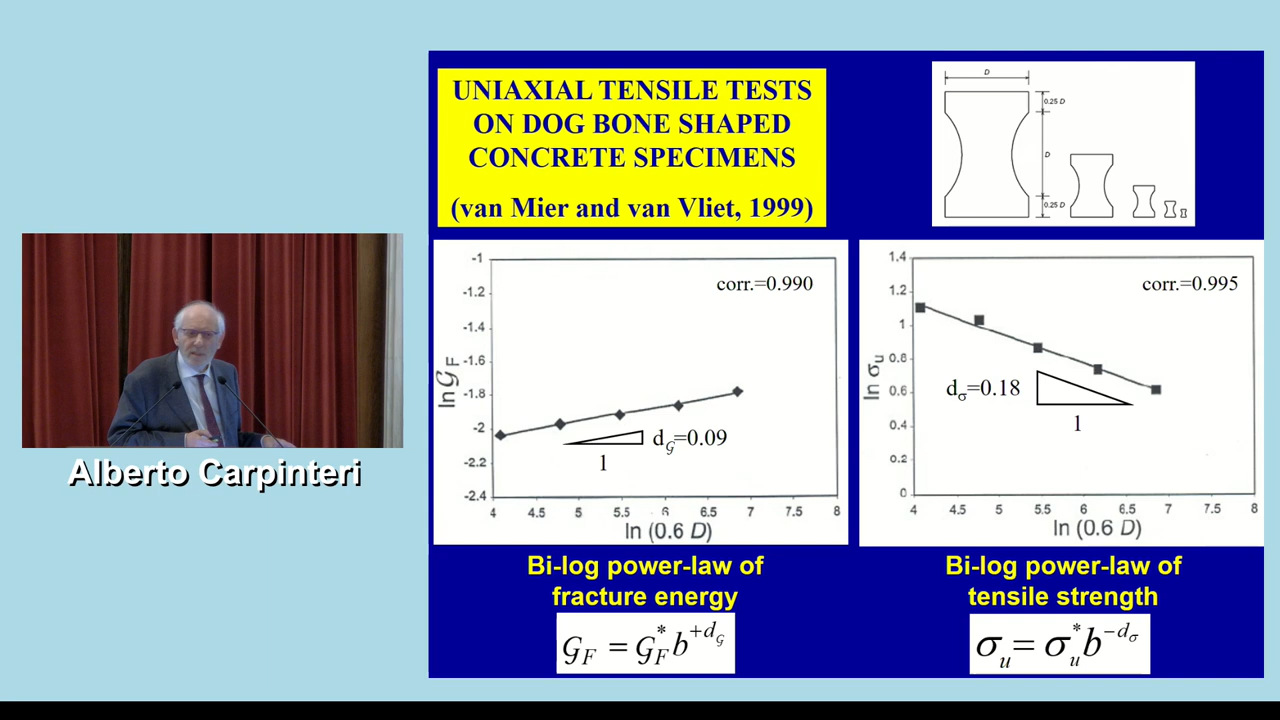 UNIAXIAL TENSILE TESTS
ON DOG BONE SHAPED
CONCRETE SPECIMENS
(van Mier and van Vliet, 1999)
D
0.25 D
D
0.25 D
corr.=0.990
-1
-1.2
-1.4
-1.6
-1.8
-2
-2.2
-2.4
ln 𝒢F
d𝒢=0.09
1
4 4.5 5 5.5 6 6.5 7 7.5 8
ln (0.6 D)
corr.=0.995
1.4
1.2
1
0.8
0.6
0.4
0.2
0
ln σu
dσ=0.18
1
4 4.5 5 5.5 6 6.5 7 7.5 8
ln (0.6 D)
Alberto Carpinteri
Bi-log power-law of
fracture energy
𝒢F = 𝒢F* b+d𝒢
Bi-log power-law of
tensile strength
σu = σu* b−dσ